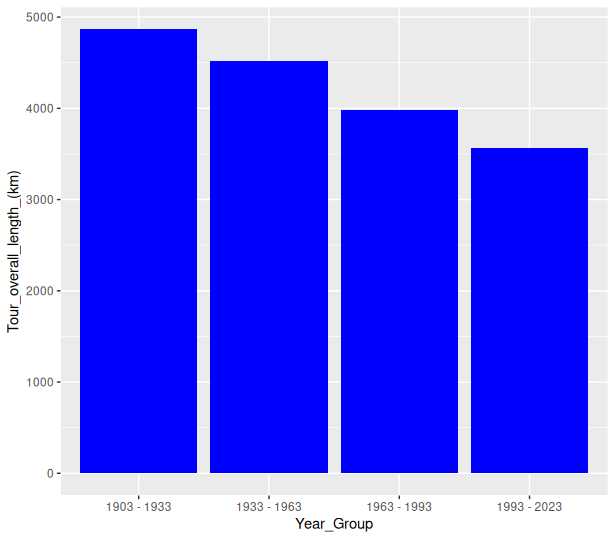 5000
4000
3000
2000
1000
0
Tour_overall_length_(km)
1903 - 1933
1933 - 1963
1963 - 1993
1993 - 2023
Year_Group